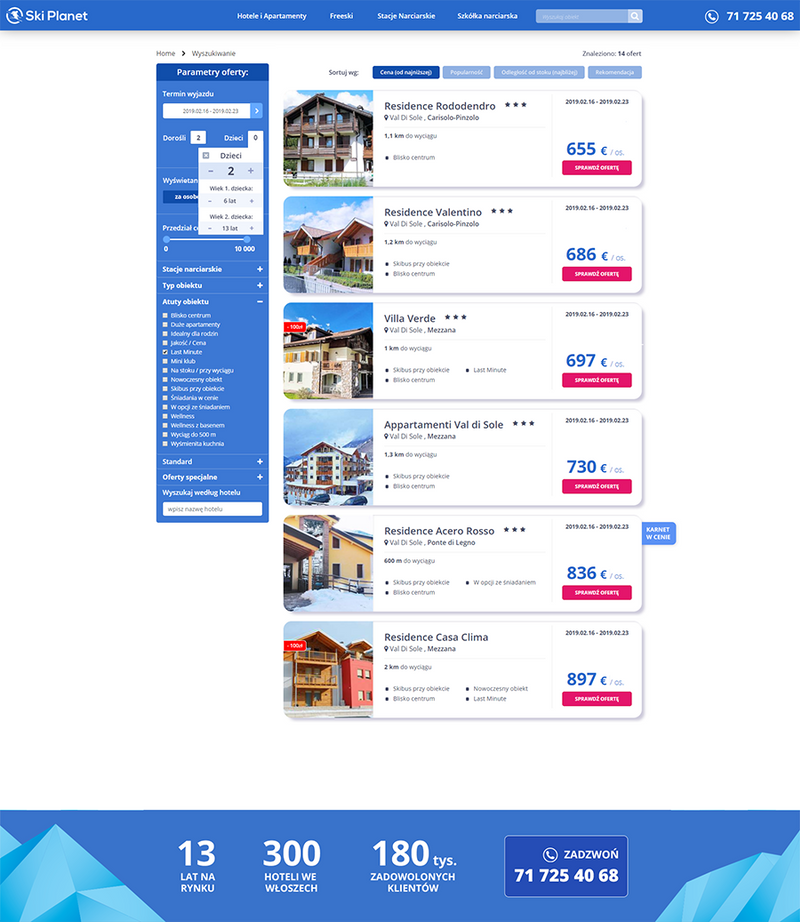 Ski Planet
Hotele i Apartamenty
Freeski
Stacje Narciarskie
Szkółka narciarska
71 725 40 68
Home > Wyszukiwanie
Znaleziono: 14 ofert
Parametry oferty:
Termin wyjazdu
2019.02.16 - 2019.02.23
Dorośli 2 Dzieci 0
Dzieci
- 2 +
Wiek 1. dziecka:
- 6 lat +
Wiek 2. dziecka:
- 13 lat +
0 10 000
Stacje narciarskie +
Typ obiektu +
Atuty obiektu −
Blisko centrum
Duże apartamenty
Idealny dla rodzin
Jakość / Cena
Last Minute
Mini klub
Na stoku / przy wyciągu
Nowoczesny obiekt
Skibus przy obiekcie
Śniadania w cenie
W opcji ze śniadaniem
Wellness
Wellness z basenem
Wyciąg do 500 m
Wyśmienita kuchnia
Standard +
Oferty specjalne +
Wyszukaj według hotelu
wpisz nazwę hotelu
Sortuj wg:
Cena (od najniższej)
Popularność
Odległość od stoku (najbliżej)
Rekomendacja
Residence Rododendro ★★★
Val Di Sole , Carisolo-Pinzolo
1,1 km do wyciągu
Blisko centrum
2019.02.16 - 2019.02.23
655 € / os.
SPRAWDŹ OFERTĘ
Residence Valentino ★★★
Val Di Sole , Carisolo-Pinzolo
1,2 km do wyciągu
Skibus przy obiekcie
Blisko centrum
2019.02.16 - 2019.02.23
686 € / os.
SPRAWDŹ OFERTĘ
- 100zł
Villa Verde ★★★
Val Di Sole , Mezzana
1 km do wyciągu
Skibus przy obiekcie
Last Minute
Blisko centrum
2019.02.16 - 2019.02.23
697 € / os.
SPRAWDŹ OFERTĘ
Appartamenti Val di Sole ★★★
Val Di Sole , Mezzana
1,3 km do wyciągu
Skibus przy obiekcie
Blisko centrum
2019.02.16 - 2019.02.23
730 € / os.
SPRAWDŹ OFERTĘ
Residence Acero Rosso ★★★
Val Di Sole , Ponte di Legno
600 m do wyciągu
Skibus przy obiekcie
W opcji ze śniadaniem
Blisko centrum
2019.02.16 - 2019.02.23
836 € / os.
SPRAWDŹ OFERTĘ
KARNET
W CENIE
- 100zł
Residence Casa Clima
Val Di Sole , Mezzana
2 km do wyciągu
Skibus przy obiekcie
Nowoczesny obiekt
Blisko centrum
Last Minute
2019.02.16 - 2019.02.23
897 € / os.
SPRAWDŹ OFERTĘ
13
LAT NA
RYNKU
300
HOTELI WE
WŁOSZECH
180 tys.
ZADOWOLONYCH
KLIENTÓW
ZADZWOŃ
71 725 40 68